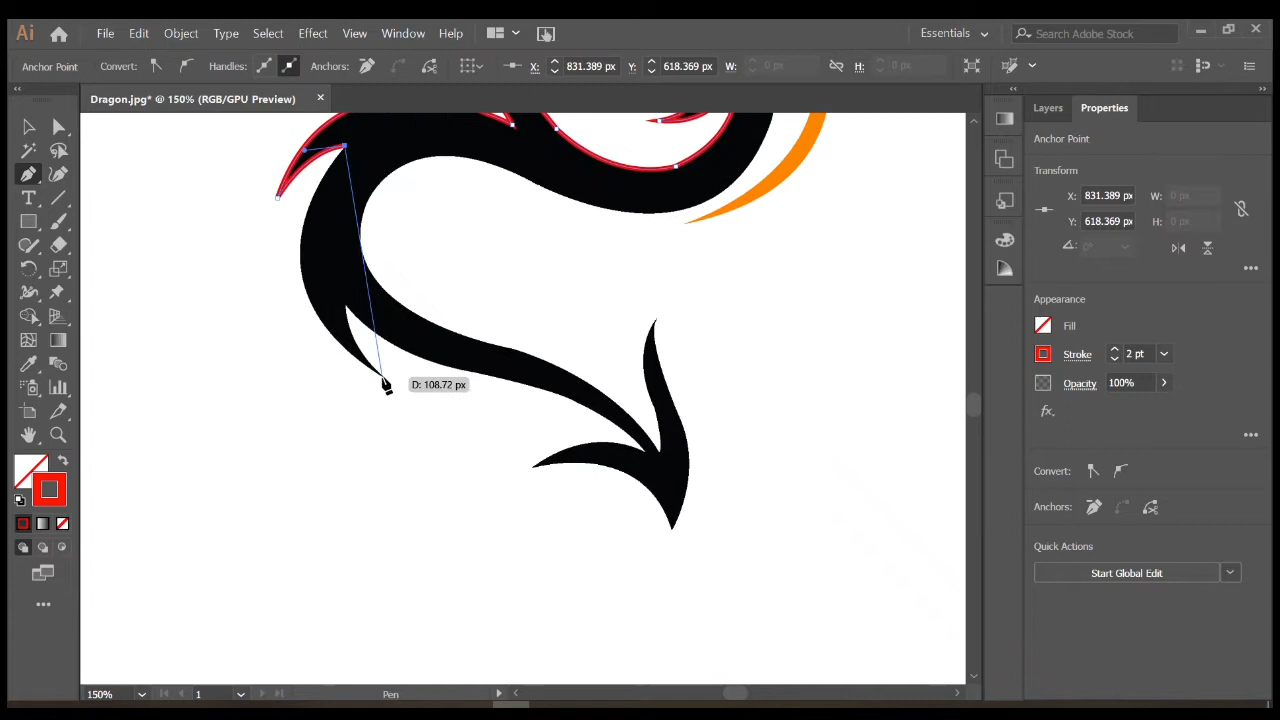 Ai File Edit Object Type Select Effect View Window Help Essentials Search Adobe Stock
Anchor Point Convert: Handles: Anchors: X: 831.389 px Y: 618.369 px W: 0 px H: 0 px
Dragon.jpg* @ 150% (RGB/GPU Preview) Layers Properties
Anchor Point
Transform
X: 831.389 px W: 0 px
Y: 618.369 px H: 0 px
0°
Appearance
Fill
Stroke 2 pt
Opacity 100%
fx.
D: 108.72 px
Convert:
Anchors:
Quick Actions
Start Global Edit
150% 1 Pen